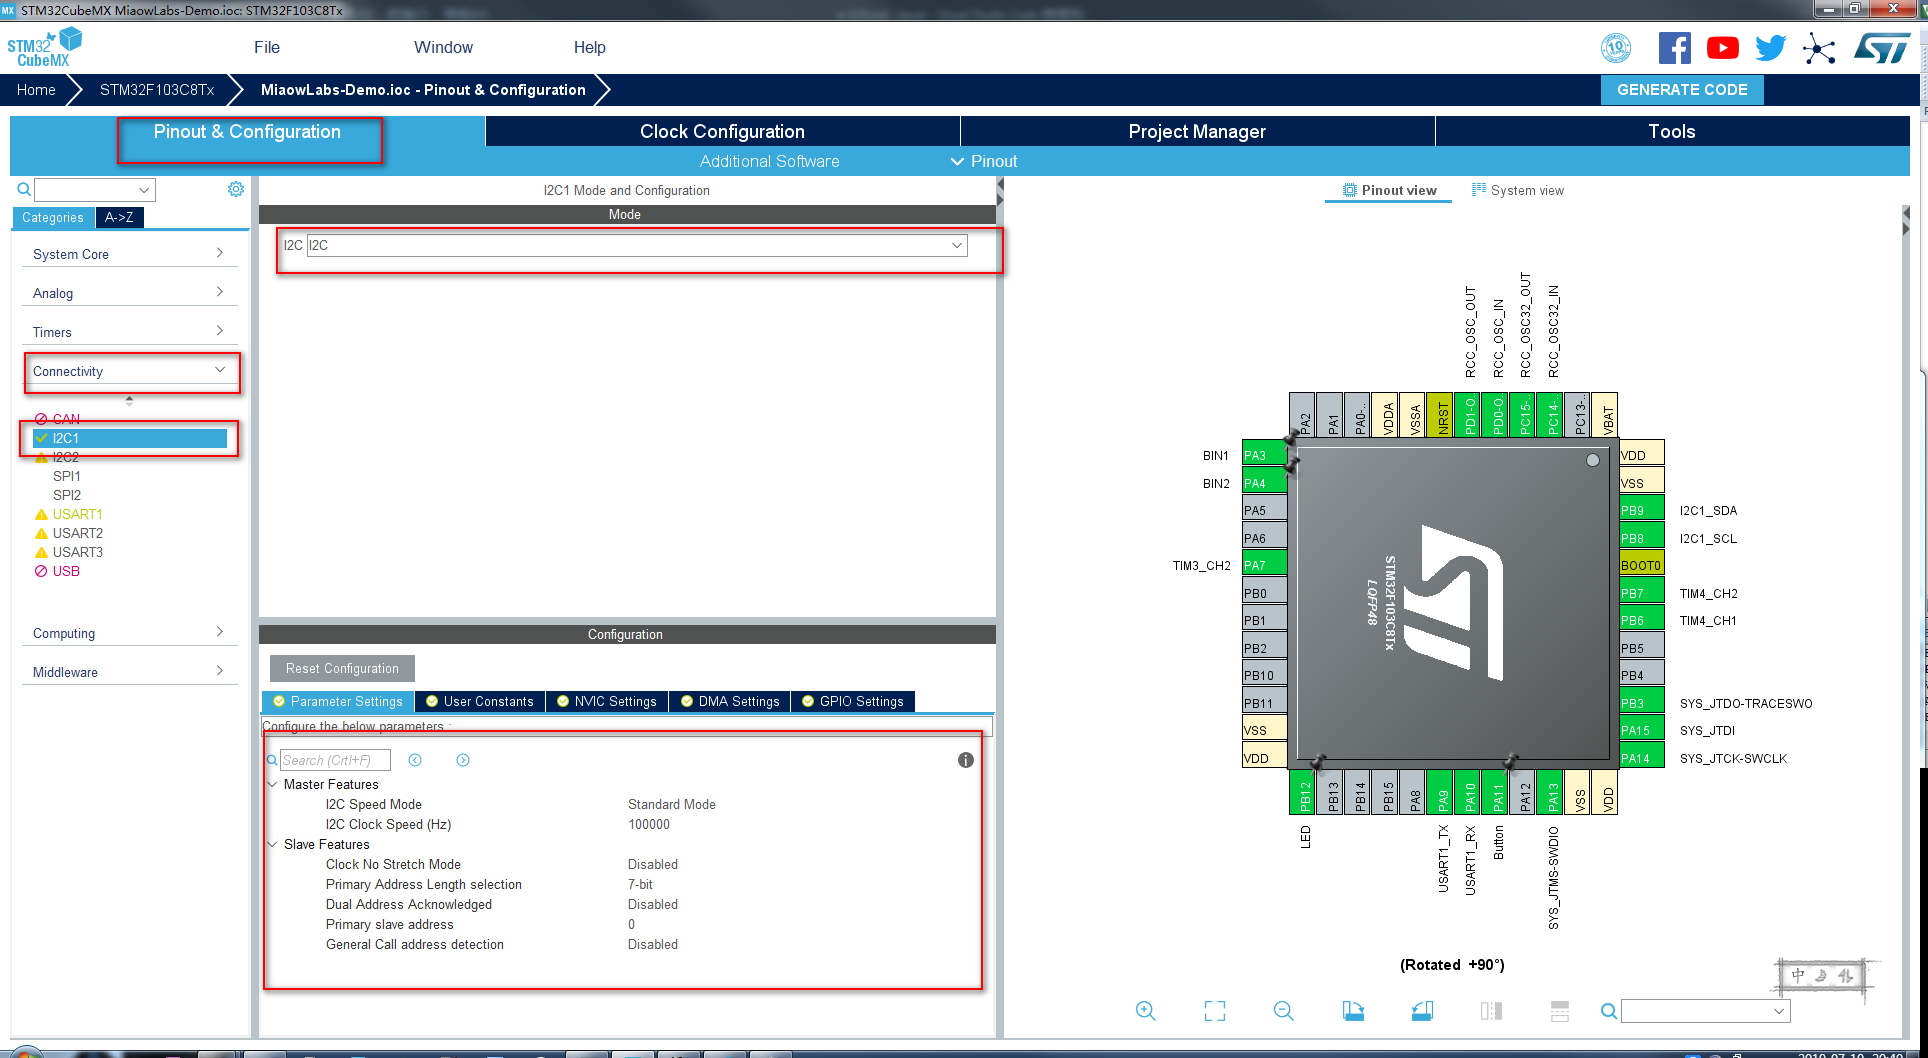 STM32CubeMX MiaowLabs-Demo.ioc: STM32F103C8Tx
STM32
CubeMX
File
Window
Help
10
Home
STM32F103C8Tx
MiaowLabs-Demo.ioc - Pinout & Configuration
GENERATE CODE
Pinout & Configuration
Clock Configuration
Project Manager
Tools
Additional Software
Pinout
Categories
A->Z
System Core
Analog
Timers
Connectivity
CAN
I2C1
I2C2
SPI1
SPI2
USART1
USART2
USART3
USB
Computing
Middleware
I2C1 Mode and Configuration
Mode
I2C I2C
Configuration
Reset Configuration
Parameter Settings
User Constants
NVIC Settings
DMA Settings
GPIO Settings
Configure the below parameters :
Search (Crtl+F)
Master Features
I2C Speed Mode Standard Mode
I2C Clock Speed (Hz) 100000
Slave Features
Clock No Stretch Mode Disabled
Primary Address Length selection 7-bit
Dual Address Acknowledged Disabled
Primary slave address 0
General Call address detection Disabled
Pinout view
System view
RCC_OSC_OUT
RCC_OSC_IN
RCC_OSC32_OUT
RCC_OSC32_IN
PA2
PA1
PA0-..
VDDA
VSSA
NRST
PD1-O..
PD0-O..
PC15-..
PC14-..
PC13-..
VBAT
BIN1 PA3
BIN2 PA4
PA5
PA6
TIM3_CH2 PA7
PB0
PB1
PB2
PB10
PB11
VSS
VDD
STM32F103C8Tx
LQFP48
VDD
VSS
PB9 I2C1_SDA
PB8 I2C1_SCL
BOOT0
PB7 TIM4_CH2
PB6 TIM4_CH1
PB5
PB4
PB3 SYS_JTDO-TRACESWO
PA15 SYS_JTDI
PA14 SYS_JTCK-SWCLK
PB12
PB13
PB14
PB15
PA8
PA9
PA10
PA11
PA12
PA13
VSS
VDD
LED
USART1_TX
USART1_RX
Button
SYS_JTMS-SWDIO
(Rotated +90°)
中